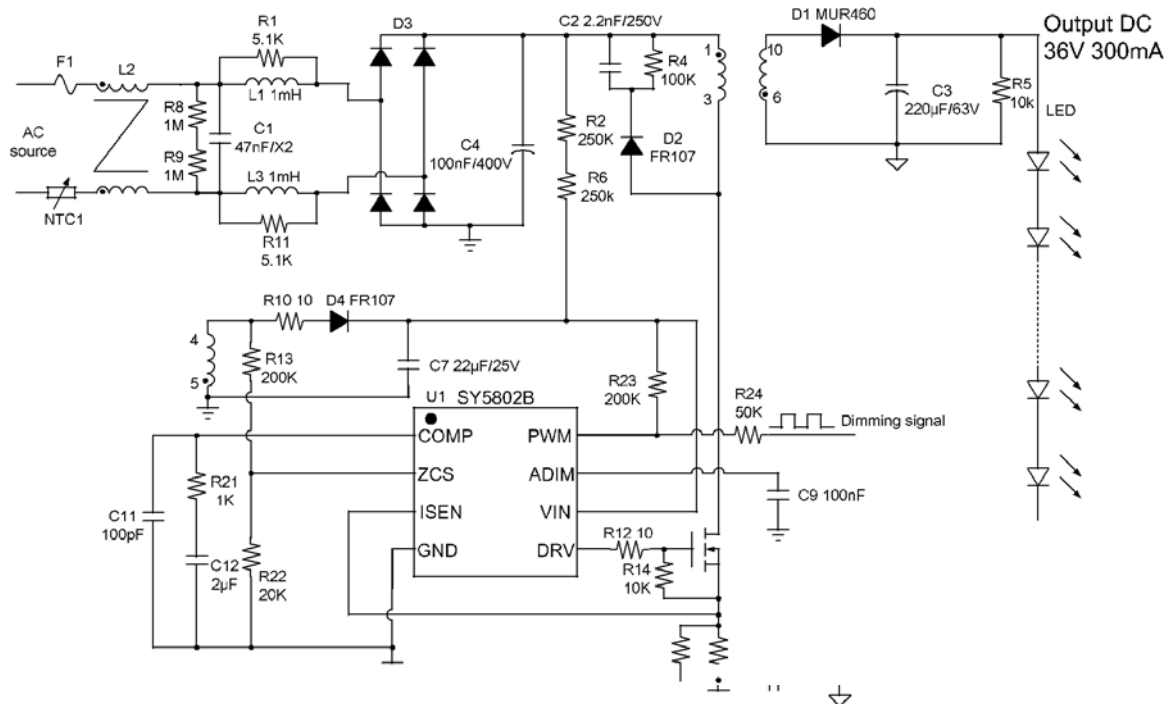 Output DC
36V 300mA
D1 MUR460
C2 2.2nF/250V
D3
R1
5.1K
F1
L2
L1 1mH
R8
1M
R9
1M
C1
47nF/X2
AC
source
NTC1
L3 1mH
R11
5.1K
C4
100nF/400V
R4
100K
1
3
10
6
R2
250K
R6
250k
D2
FR107
C3
220µF/63V
R5
10k
LED
R10 10
D4 FR107
4
5
R13
200K
C7 22µF/25V
U1 SY5802B
R23
200K
R24
50K
Dimming signal
COMP
ZCS
ISEN
GND
PWM
ADIM
VIN
DRV
C9 100nF
R21
1K
C11
100pF
C12
2µF
R22
20K
R12 10
R14
10K